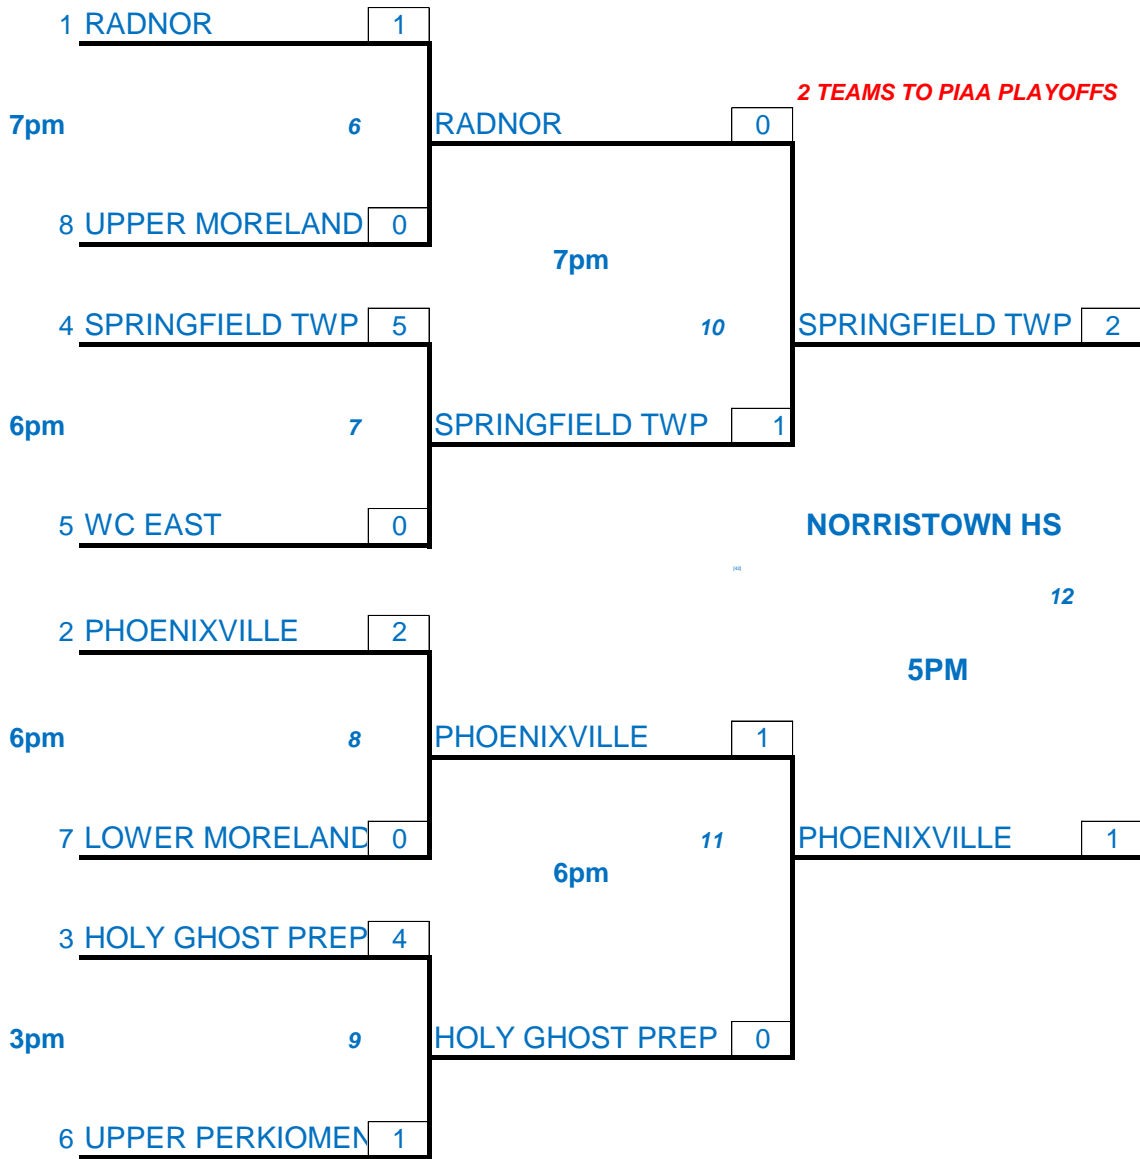 1 RADNOR 1
2 TEAMS TO PIAA PLAYOFFS
7pm 6 RADNOR 0
8 UPPER MORELAND 0
7pm
4 SPRINGFIELD TWP 5 10 SPRINGFIELD TWP 2
6pm 7 SPRINGFIELD TWP 1
5 WC EAST 0 NORRISTOWN HS
12
2 PHOENIXVILLE 2
5PM
6pm 8 PHOENIXVILLE 1
7 LOWER MORELAND 0 11 PHOENIXVILLE 1
6pm
3 HOLY GHOST PREP 4
3pm 9 HOLY GHOST PREP 0
6 UPPER PERKIOMEN 1